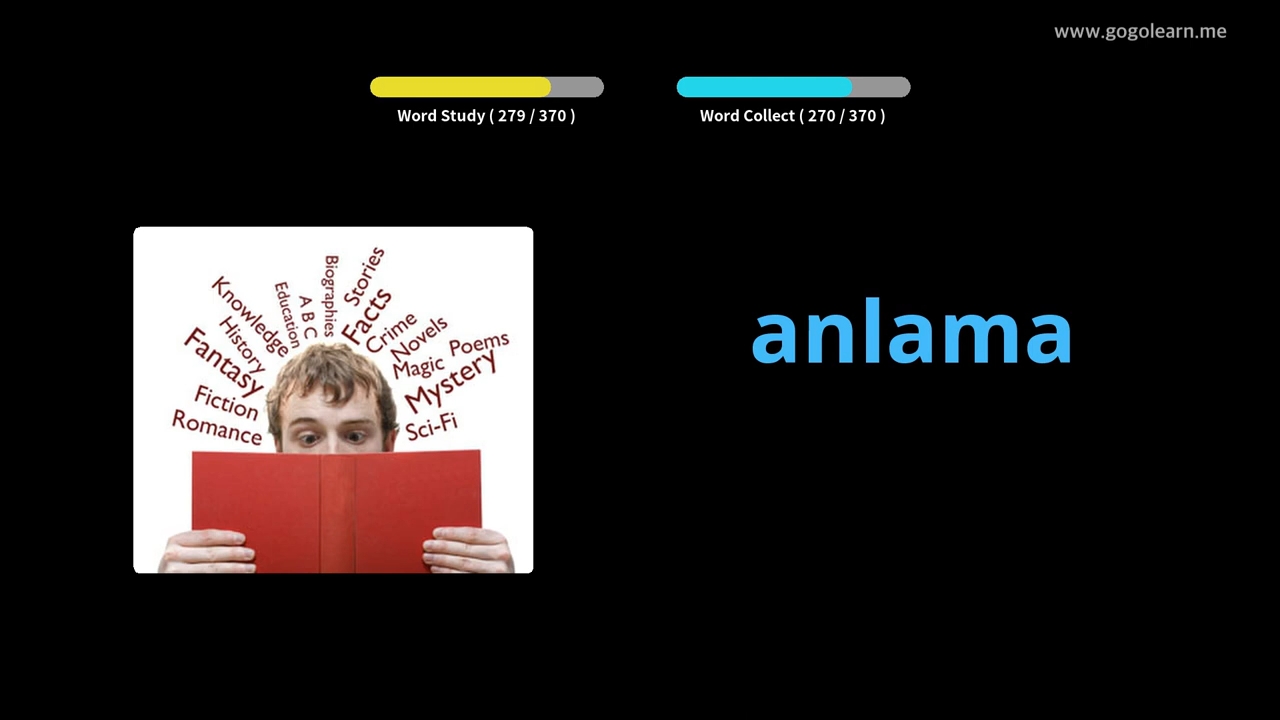 www.gogolearn.me
Word Study ( 279 / 370 )
Word Collect ( 270 / 370 )
anlama
Biographies
Stories
Education
A B C
Facts
Knowledge
History
Crime
Novels
Poems
Fantasy
Magic
Mystery
Fiction
Romance
Sci-Fi